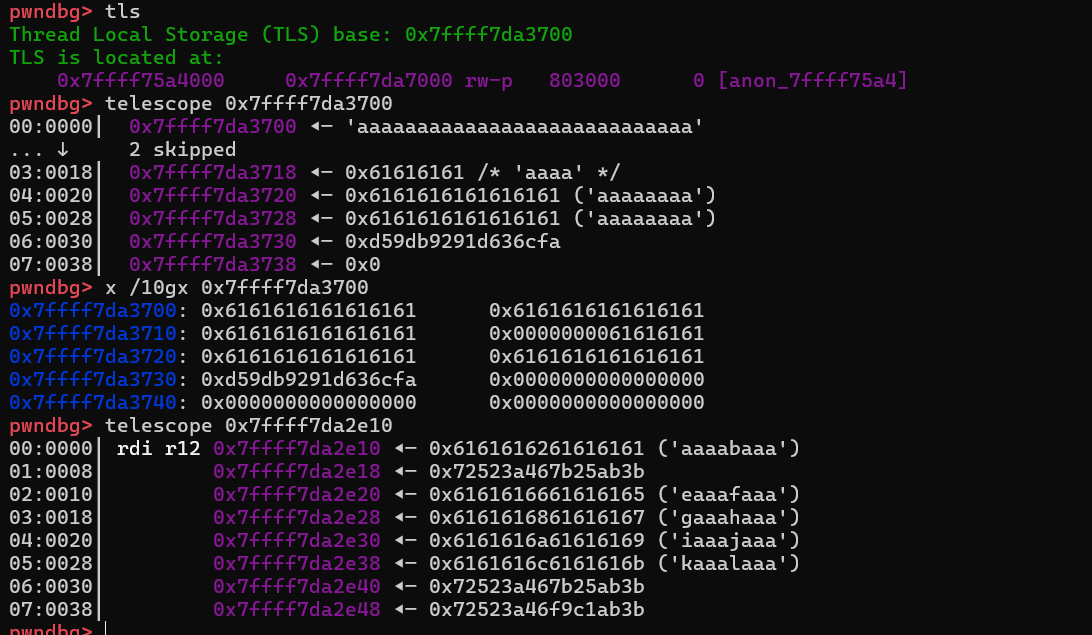 pwndbg> tls
Thread Local Storage (TLS) base: 0x7ffff7da3700
TLS is located at:
    0x7ffff75a4000     0x7ffff7da7000 rw-p   803000      0 [anon_7ffff75a4]
pwndbg> telescope 0x7ffff7da3700
00:0000│  0x7ffff7da3700 ◂— 'aaaaaaaaaaaaaaaaaaaaaaaaaaaa'
... ↓     2 skipped
03:0018│  0x7ffff7da3718 ◂— 0x61616161 /* 'aaaa' */
04:0020│  0x7ffff7da3720 ◂— 0x6161616161616161 ('aaaaaaaa')
05:0028│  0x7ffff7da3728 ◂— 0x6161616161616161 ('aaaaaaaa')
06:0030│  0x7ffff7da3730 ◂— 0xd59db9291d636cfa
07:0038│  0x7ffff7da3738 ◂— 0x0
pwndbg> x /10gx 0x7ffff7da3700
0x7ffff7da3700: 0x6161616161616161      0x6161616161616161
0x7ffff7da3710: 0x6161616161616161      0x0000000061616161
0x7ffff7da3720: 0x6161616161616161      0x6161616161616161
0x7ffff7da3730: 0xd59db9291d636cfa      0x0000000000000000
0x7ffff7da3740: 0x0000000000000000      0x0000000000000000
pwndbg> telescope 0x7ffff7da2e10
00:0000│ rdi r12 0x7ffff7da2e10 ◂— 0x6161616261616161 ('aaaabaaa')
01:0008│         0x7ffff7da2e18 ◂— 0x72523a467b25ab3b
02:0010│         0x7ffff7da2e20 ◂— 0x6161616661616165 ('eaaafaaa')
03:0018│         0x7ffff7da2e28 ◂— 0x6161616861616167 ('gaaahaaa')
04:0020│         0x7ffff7da2e30 ◂— 0x6161616a61616169 ('iaaajaaa')
05:0028│         0x7ffff7da2e38 ◂— 0x6161616c6161616b ('kaaalaaa')
06:0030│         0x7ffff7da2e40 ◂— 0x72523a467b25ab3b
07:0038│         0x7ffff7da2e48 ◂— 0x72523a46f9c1ab3b
pwndbg>